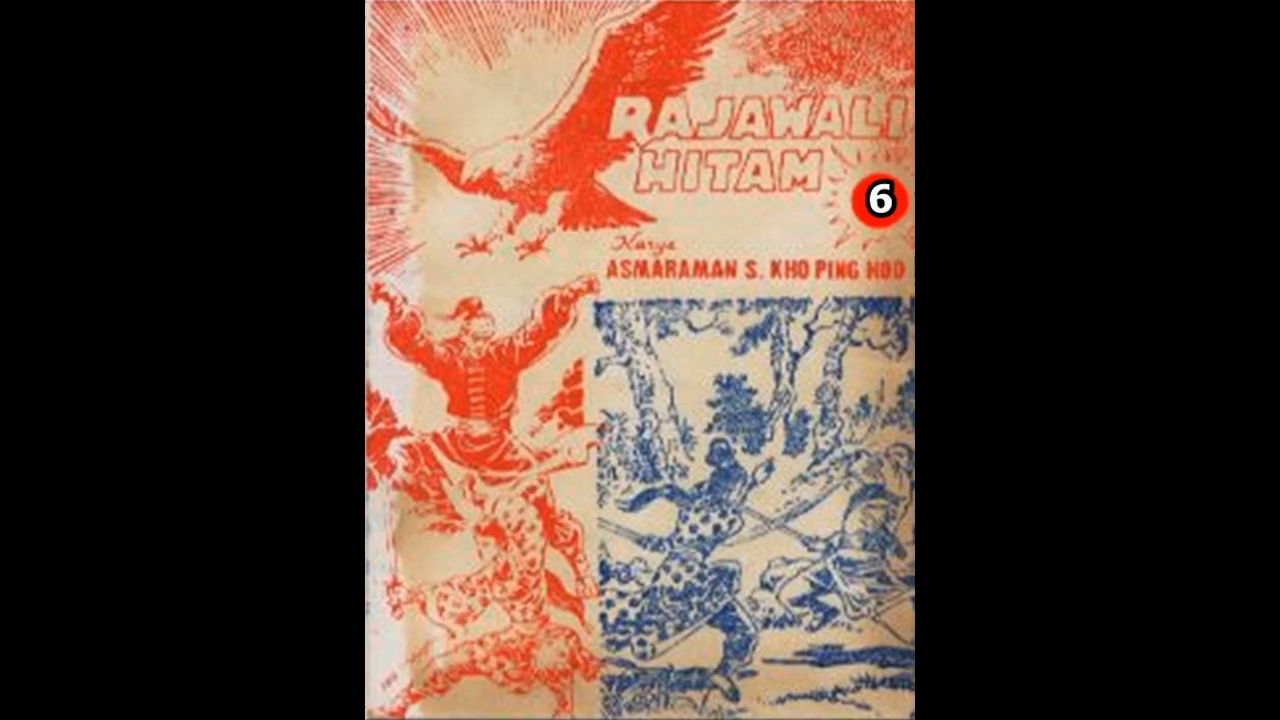 RAJAWALI
HITAM
6
Karya
ASMARAMAN S. KHO PING HOO